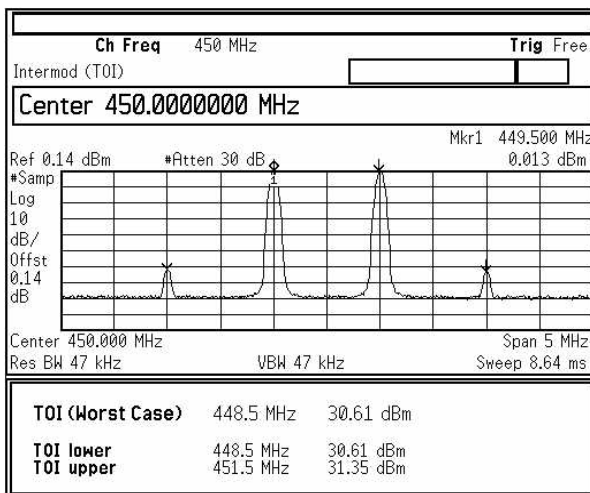 Ch Freq 450 MHz Trig Free
Intermod (TOI)
Center 450.0000000 MHz
Mkr1 449.500 MHz
Ref 0.14 dBm #Atten 30 dB 0.013 dBm
#Samp
Log
10
dB/
Offst
0.14
dB
1
Center 450.000 MHz Span 5 MHz
Res BW 47 kHz VBW 47 kHz Sweep 8.64 ms
TOI (Worst Case) 448.5 MHz 30.61 dBm
TOI lower 448.5 MHz 30.61 dBm
TOI upper 451.5 MHz 31.35 dBm